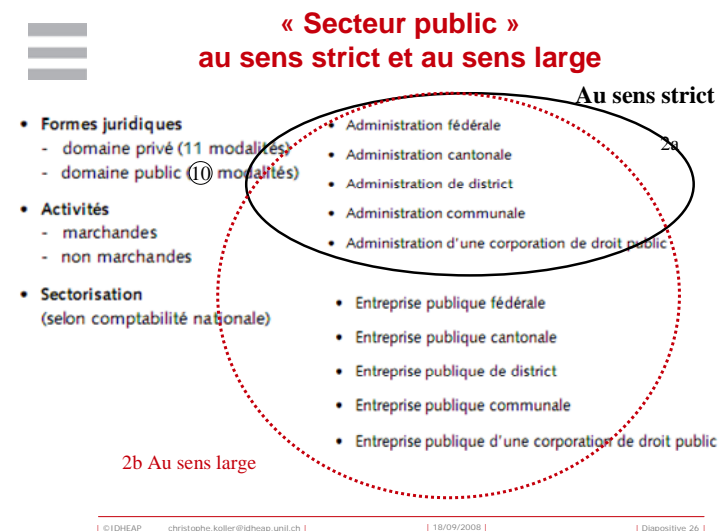 « Secteur public »
au sens strict et au sens large
Au sens strict
2a
• Formes juridiques
- domaine privé (11 modalités)
- domaine public (10 modalités)
• Activités
- marchandes
- non marchandes
• Sectorisation
(selon comptabilité nationale)
• Administration fédérale
• Administration cantonale
• Administration de district
• Administration communale
• Administration d'une corporation de droit public
• Entreprise publique fédérale
• Entreprise publique cantonale
• Entreprise publique de district
• Entreprise publique communale
• Entreprise publique d'une corporation de droit public
2b Au sens large
| ©IDHEAP christophe.koller@idheap.unil.ch | | 18/09/2008 | | Diapositive 26 |